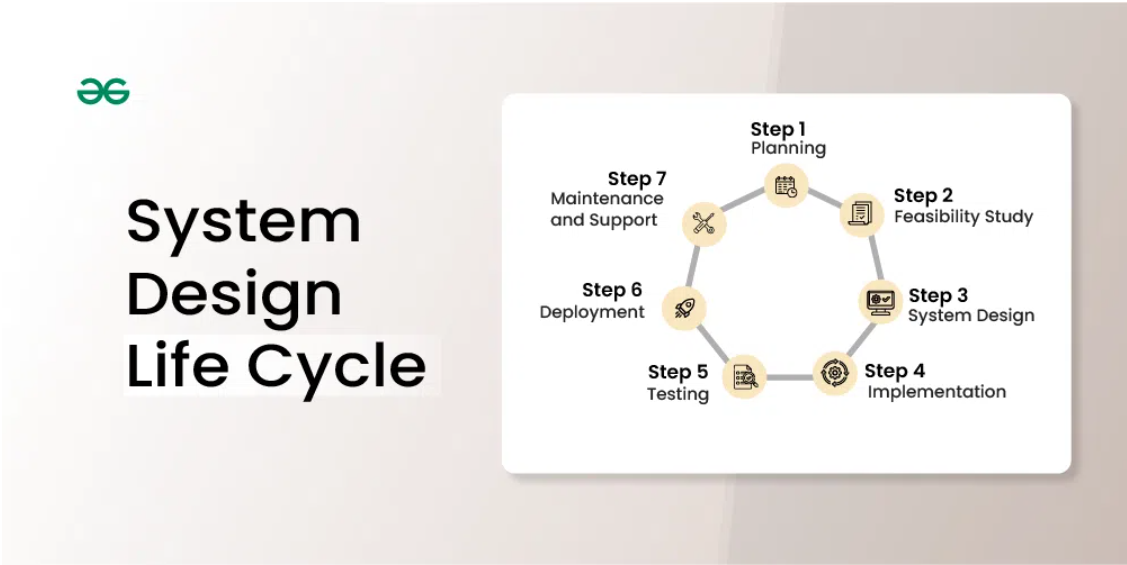 System
Design
Life Cycle
Step 1
Planning
Step 2
Feasibility Study
Step 3
System Design
Step 4
Implementation
Step 5
Testing
Step 6
Deployment
Step 7
Maintenance
and Support